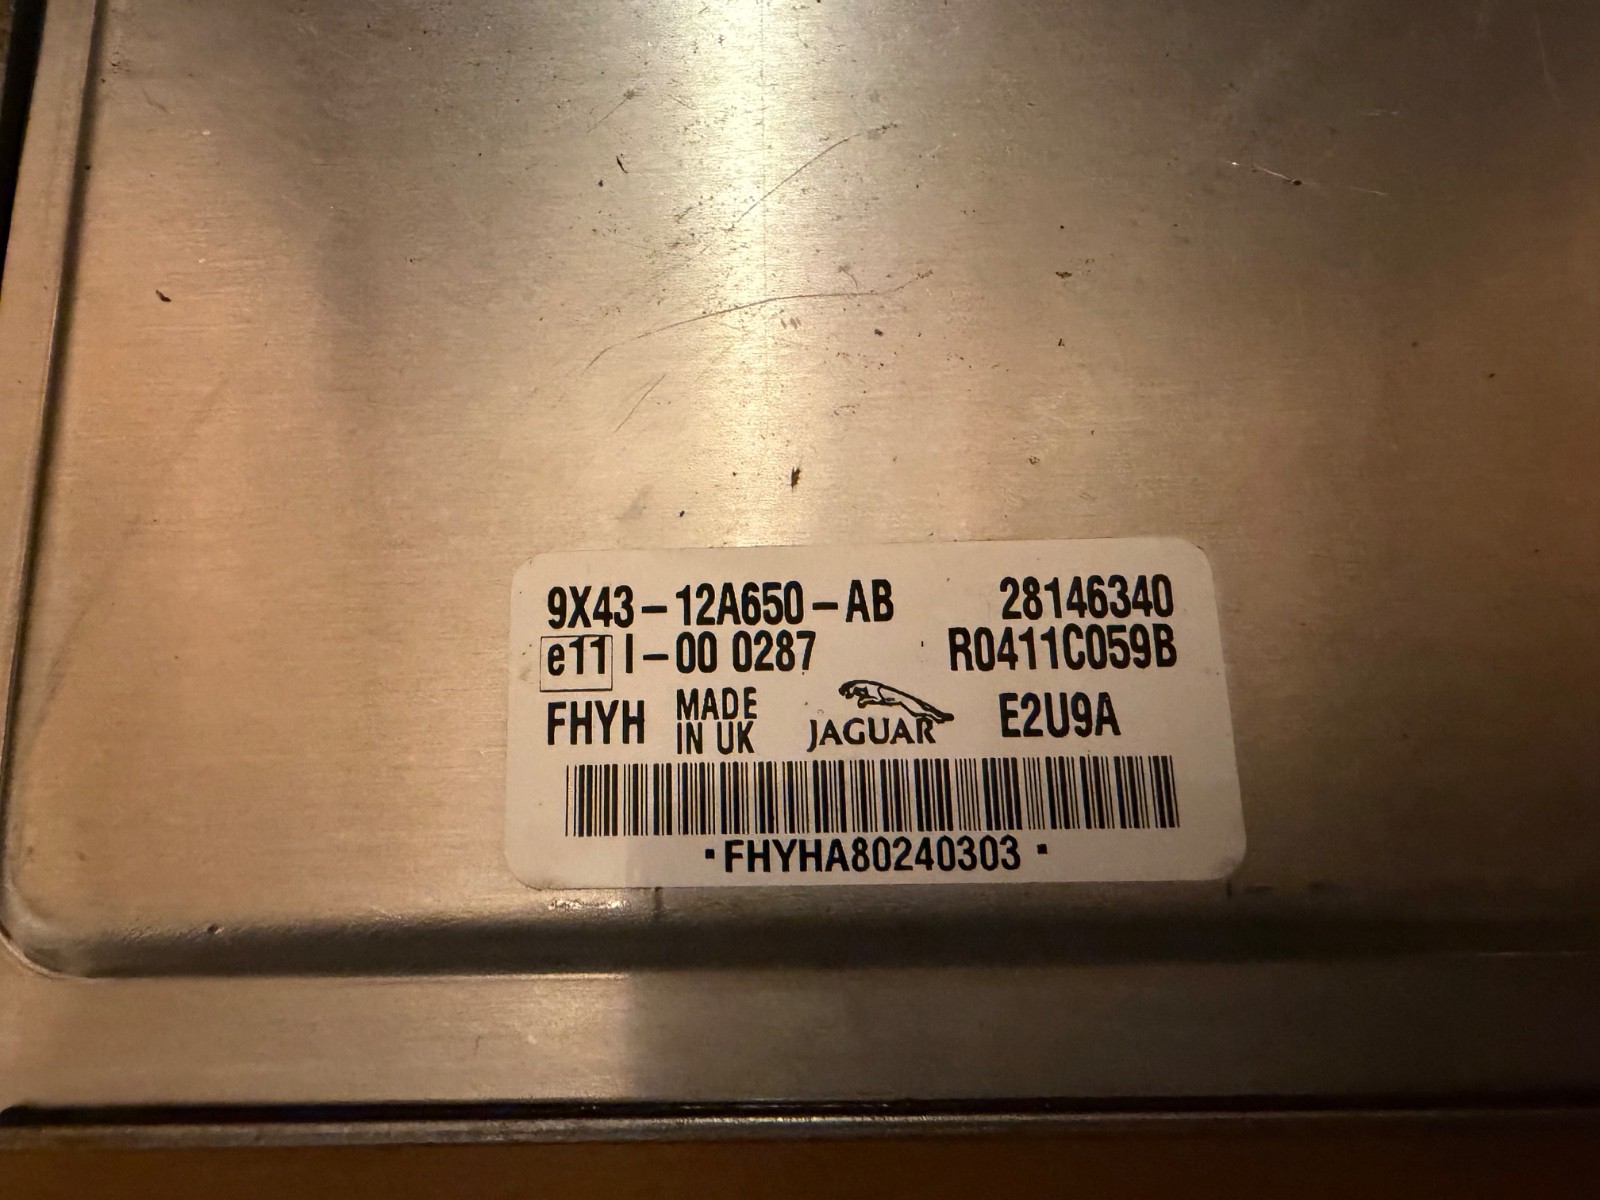 9X43-12A650-AB 28146340
e11 I-00 0287 R0411C059B
FHYH MADE IN UK JAGUAR E2U9A
·FHYHA80240303·